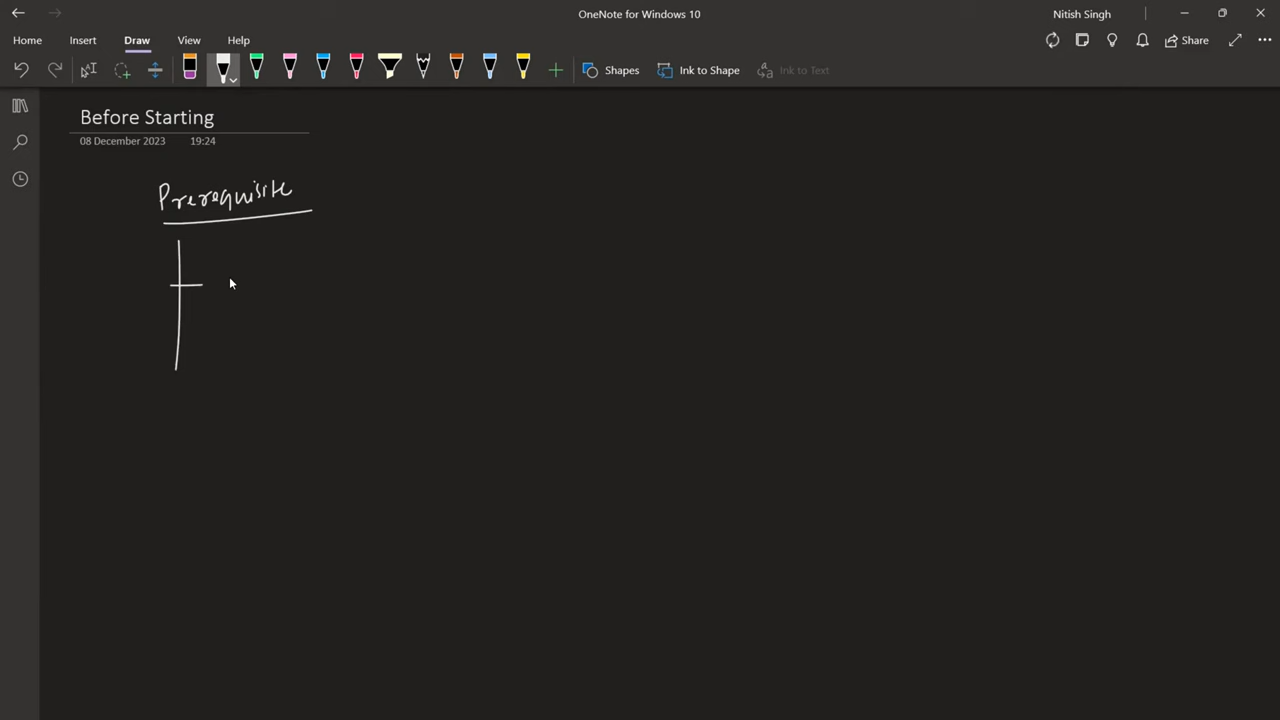 OneNote for Windows 10
Nitish Singh
Home Insert Draw View Help
Share
Shapes Ink to Shape Ink to Text
Before Starting
08 December 2023 19:24
Prerequisite